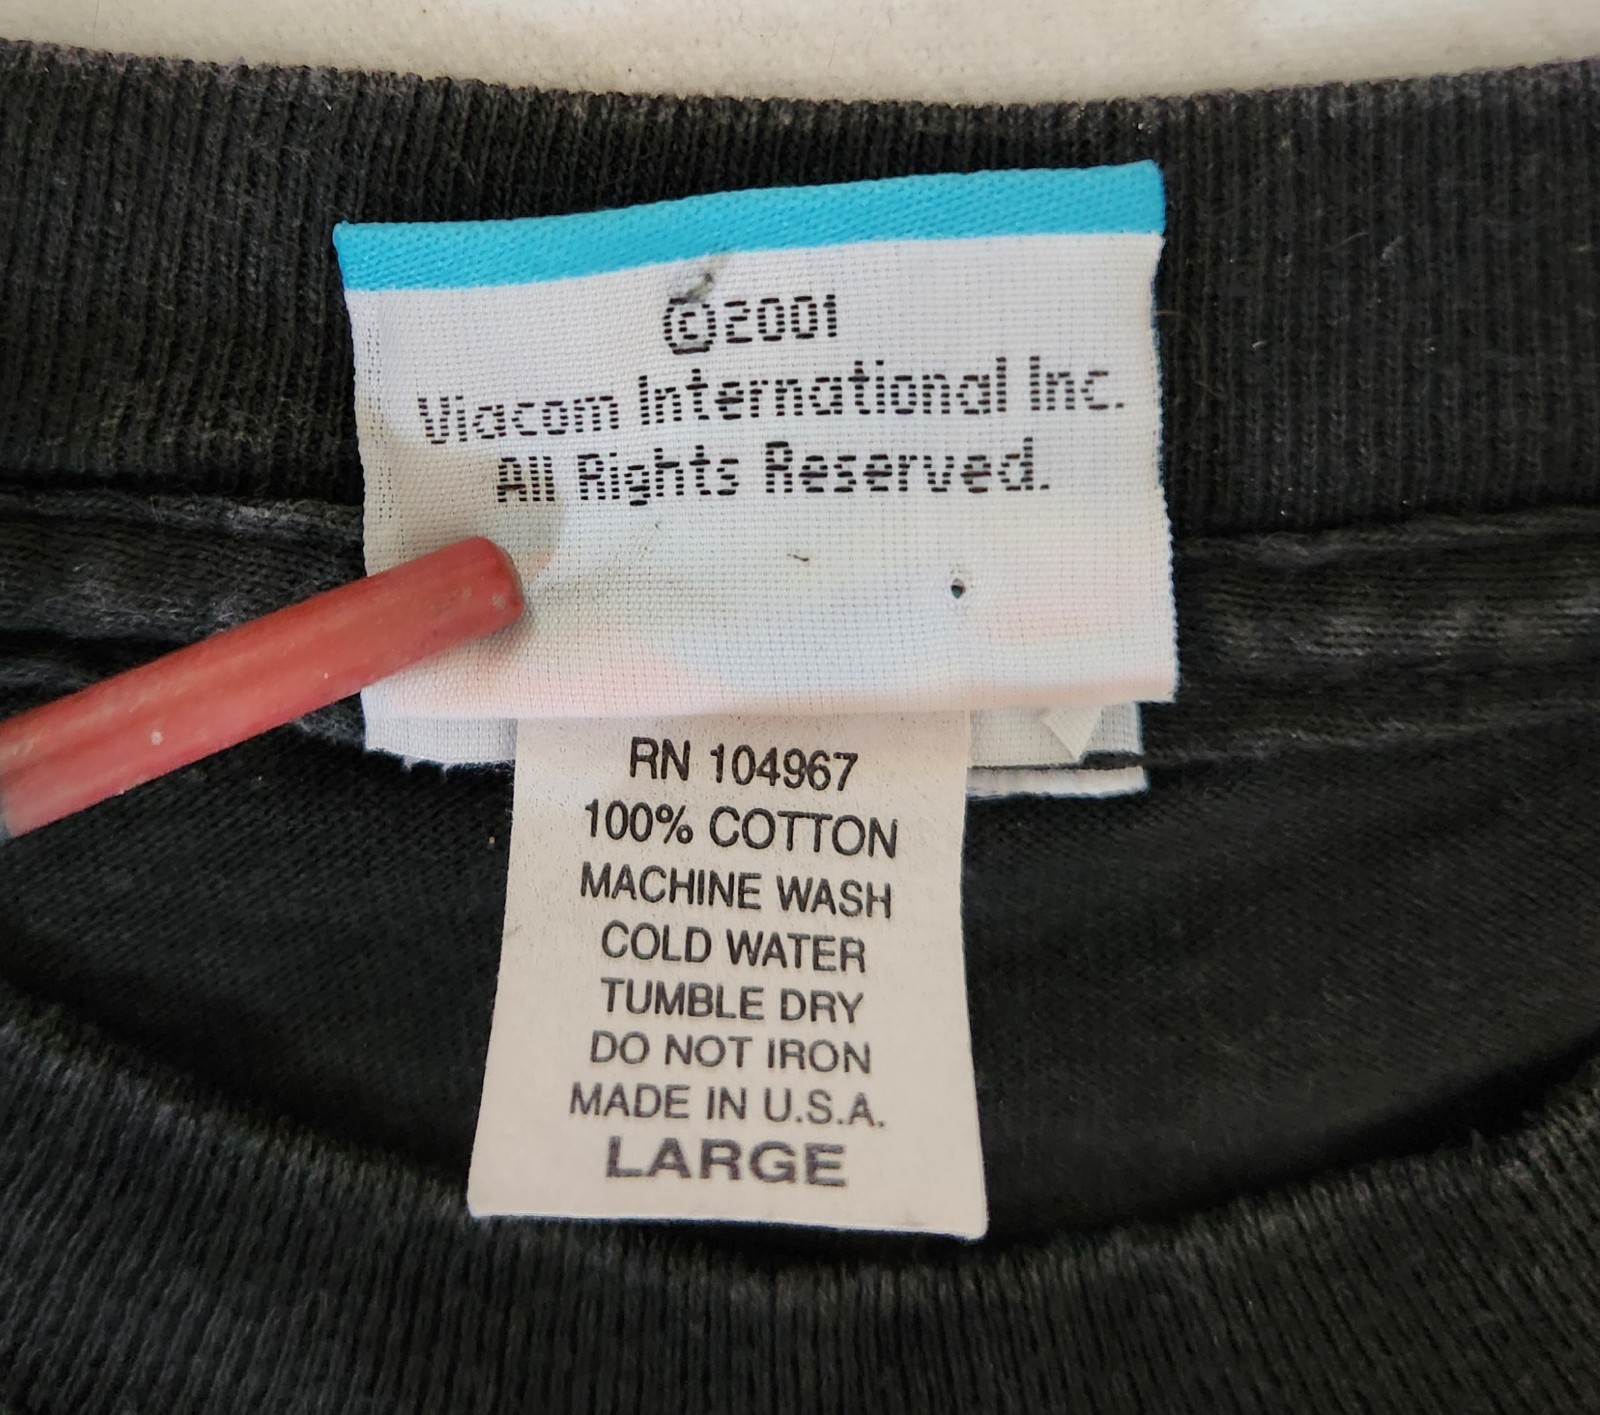 ©2001
Viacom International Inc.
All Rights Reserved.
RN 104967
100% COTTON
MACHINE WASH
COLD WATER
TUMBLE DRY
DO NOT IRON
MADE IN U.S.A.
LARGE